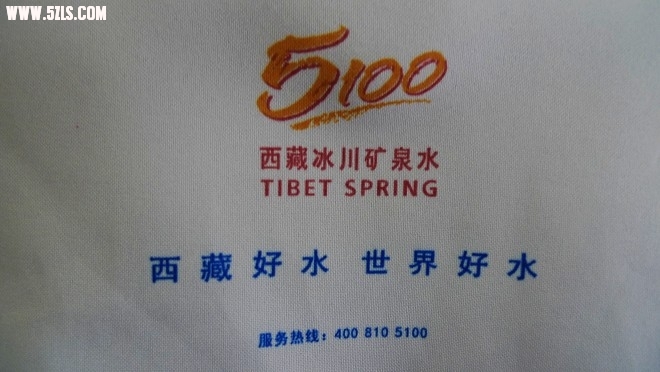 WWW.5ZLS.COM
5100
西藏冰川矿泉水
TIBET SPRING
西藏好水 世界好水
服务热线：400 810 5100